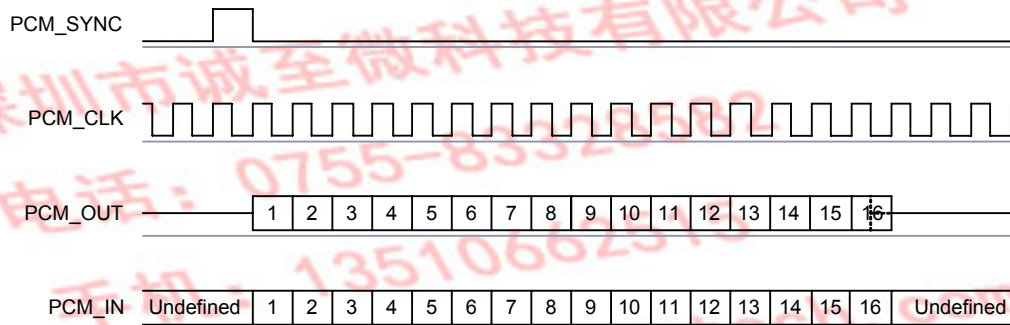 深圳市诚至微科技有限公司
PCM_SYNC
PCM_CLK
电话：0755-83328582
PCM_OUT 1 2 3 4 5 6 7 8 9 10 11 12 13 14 15 16
手机：13510662515
PCM_IN Undefined 1 2 3 4 5 6 7 8 9 10 11 12 13 14 15 16 Undefined